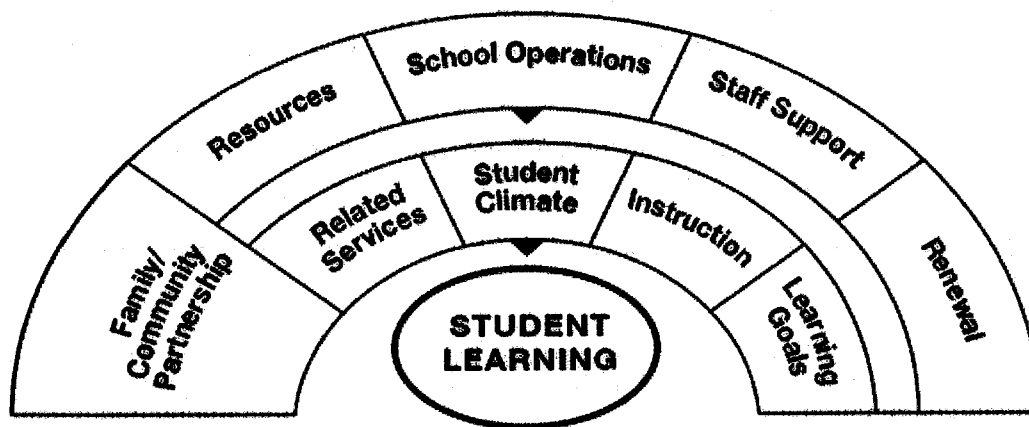 School Operations
Resources
Staff Support
Student
Climate
Related
Services
Instruction
Family/
Community
Partnership
Renewal
Learning
Goals
STUDENT
LEARNING